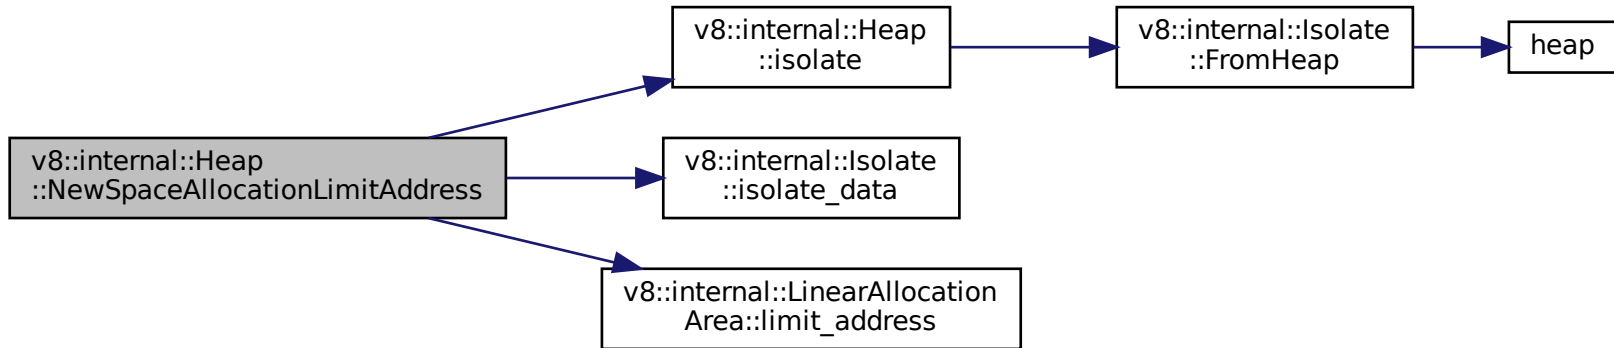 v8::internal::Heap
::NewSpaceAllocationLimitAddress
v8::internal::Heap
::isolate
v8::internal::Isolate
::FromHeap
heap
v8::internal::Isolate
::isolate_data
v8::internal::LinearAllocation
Area::limit_address